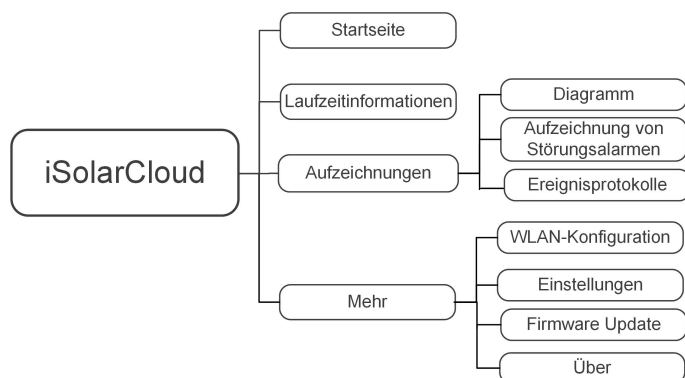 iSolarCloud
Startseite
Laufzeitinformationen
Aufzeichnungen
Diagramm
Aufzeichnung von
Störungsalarmen
Ereignisprotokolle
Mehr
WLAN-Konfiguration
Einstellungen
Firmware Update
Über